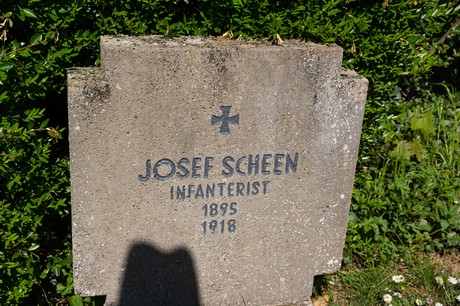 JOSEF SCHEEN
INFANTERIST
1895
1918